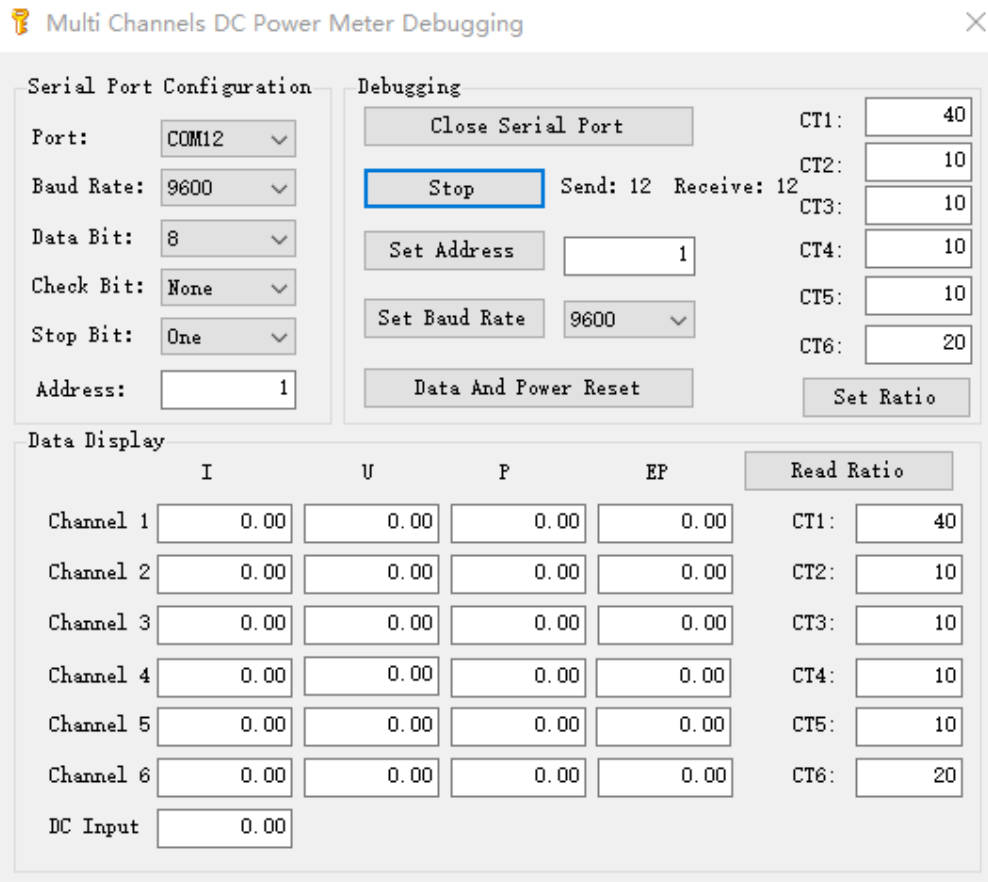 Multi Channels DC Power Meter Debugging
Serial Port Configuration
Port: COM12
Baud Rate: 9600
Data Bit: 8
Check Bit: None
Stop Bit: One
Address: 1
Debugging
Close Serial Port
Stop Send: 12 Receive: 12
Set Address 1
Set Baud Rate 9600
Data And Power Reset
CT1: 40
CT2: 10
CT3: 10
CT4: 10
CT5: 10
CT6: 20
Set Ratio
Data Display
I U P EP
Channel 1 0.00 0.00 0.00 0.00
Channel 2 0.00 0.00 0.00 0.00
Channel 3 0.00 0.00 0.00 0.00
Channel 4 0.00 0.00 0.00 0.00
Channel 5 0.00 0.00 0.00 0.00
Channel 6 0.00 0.00 0.00 0.00
DC Input 0.00
Read Ratio
CT1: 40
CT2: 10
CT3: 10
CT4: 10
CT5: 10
CT6: 20